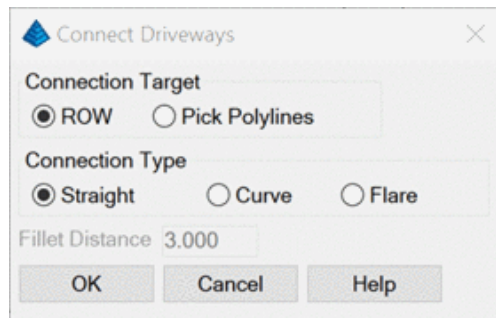 Connect Driveways
Connection Target
ROW Pick Polylines
Connection Type
Straight Curve Flare
Fillet Distance 3.000
OK Cancel Help